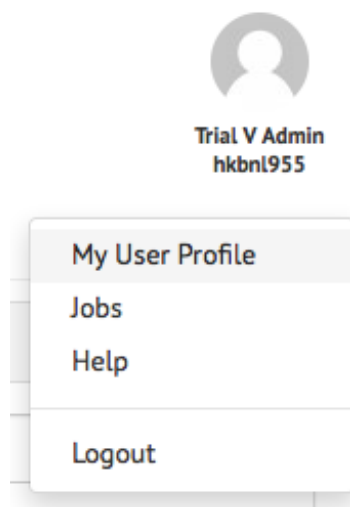 Trial V Admin
hkbnl955
My User Profile
Jobs
Help
Logout